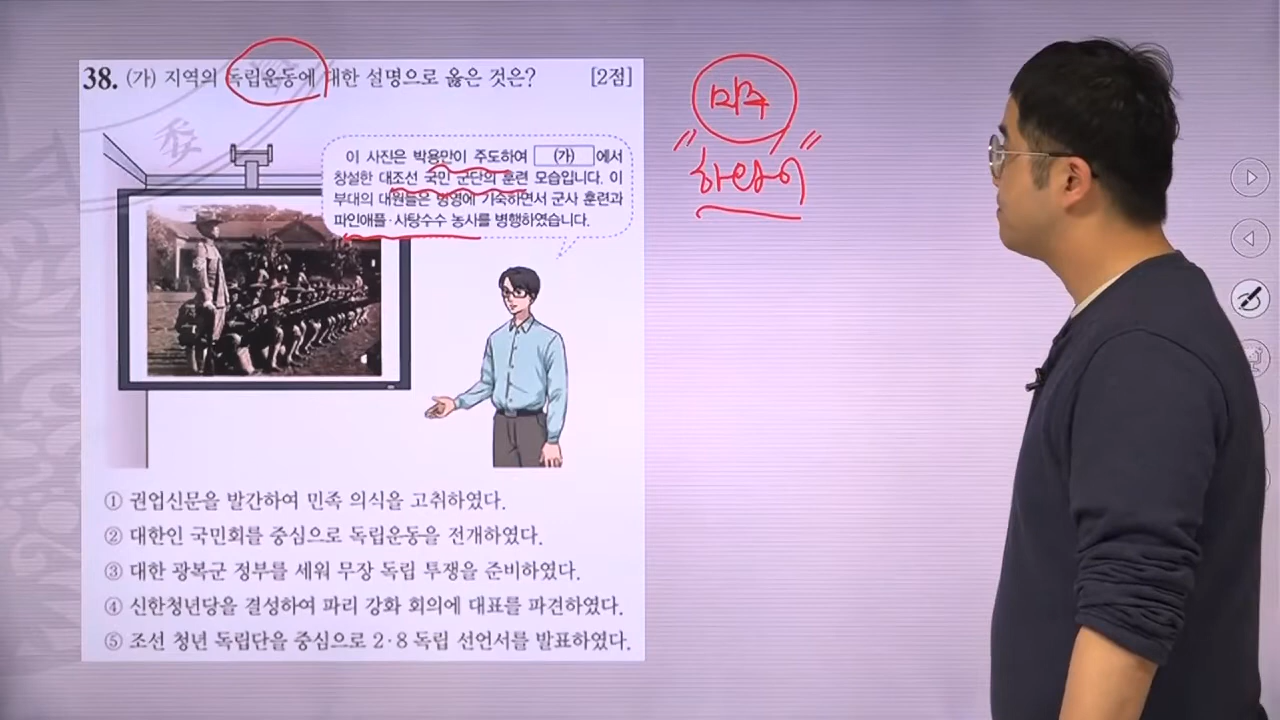 38. (가) 지역의 독립운동에 대한 설명으로 옳은 것은? [2점]
이 사진은 박용만이 주도하여 (가) 에서
창설한 대조선 국민 군단의 훈련 모습입니다. 이
부대의 대원들은 병영에 기숙하면서 군사 훈련과
파인애플·사탕수수 농사를 병행하였습니다.
① 권업신문을 발간하여 민족 의식을 고취하였다.
② 대한인 국민회를 중심으로 독립운동을 전개하였다.
③ 대한 광복군 정부를 세워 무장 독립 투쟁을 준비하였다.
④ 신한청년당을 결성하여 파리 강화 회의에 대표를 파견하였다.
⑤ 조선 청년 독립단을 중심으로 2·8 독립 선언서를 발표하였다.
미주
"하와이"
委